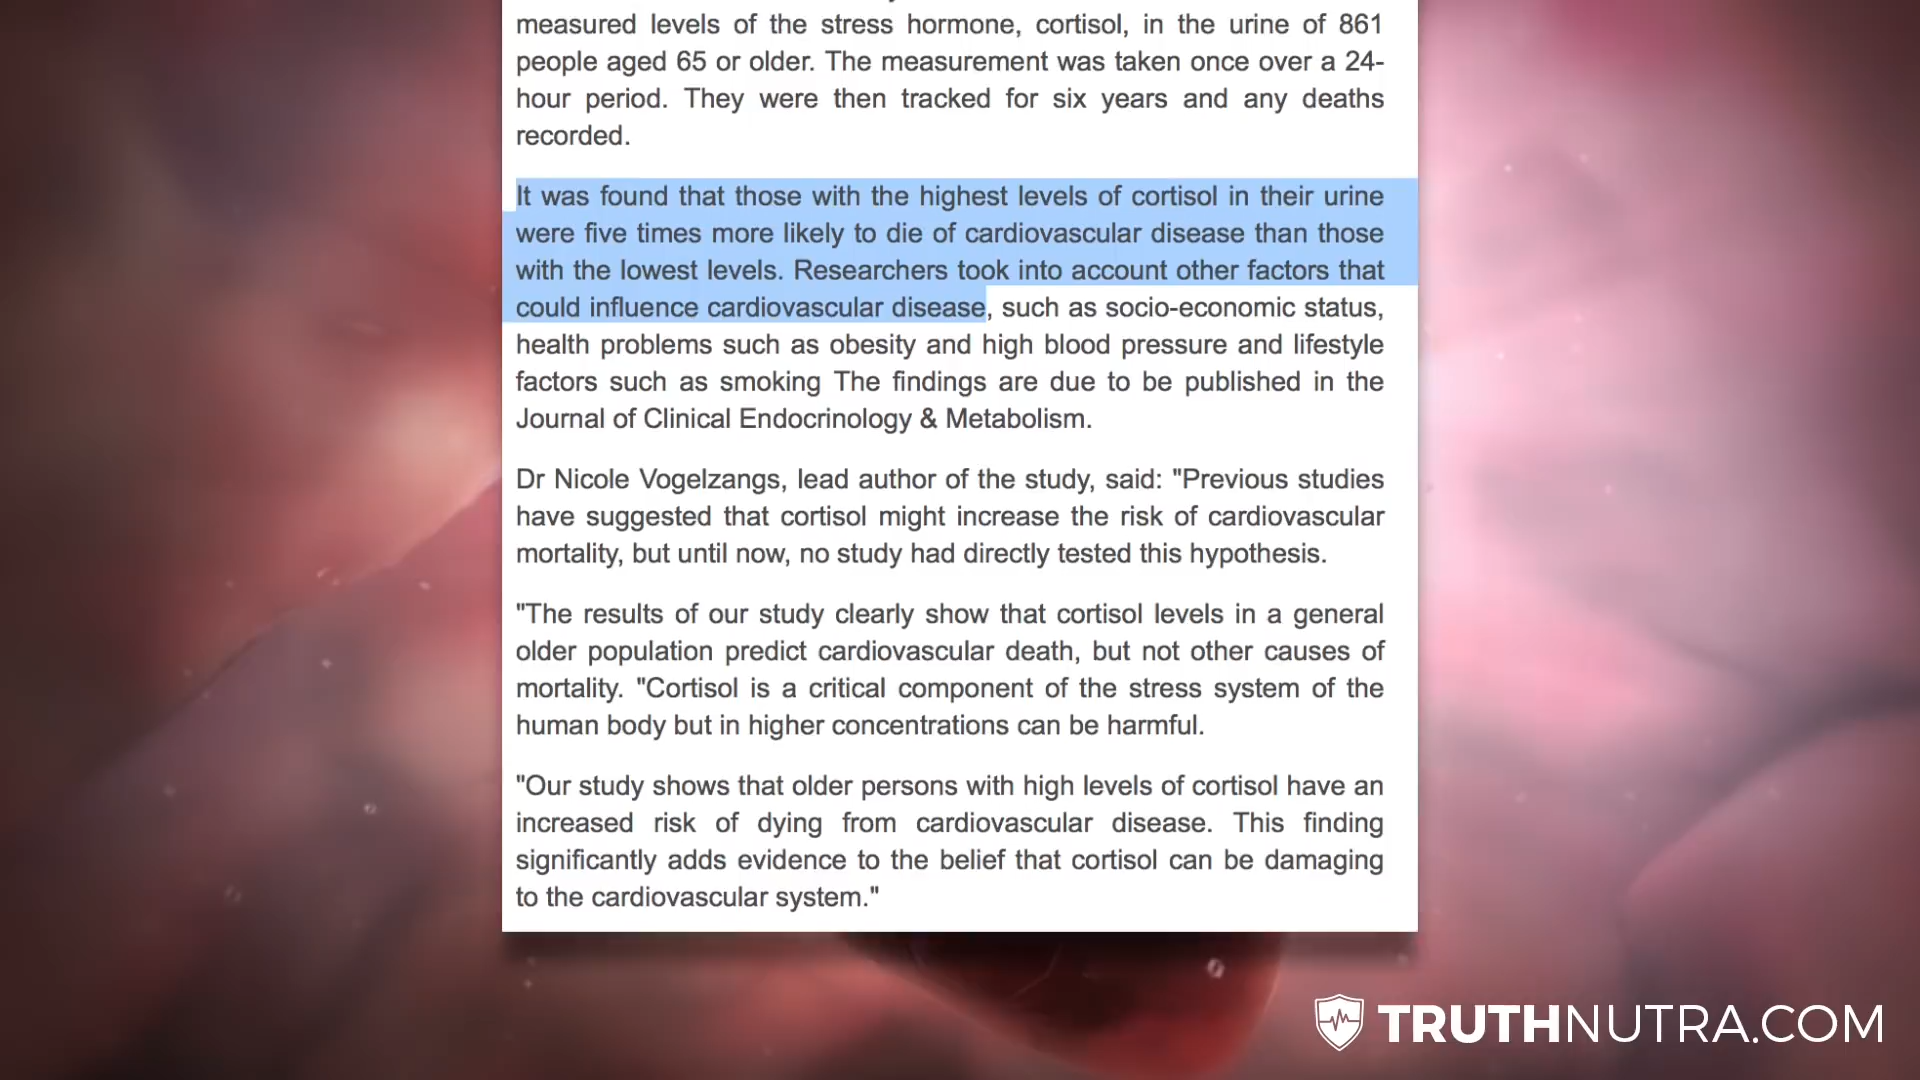 measured levels of the stress hormone, cortisol, in the urine of 861
people aged 65 or older. The measurement was taken once over a 24-
hour period. They were then tracked for six years and any deaths
recorded.
It was found that those with the highest levels of cortisol in their urine
were five times more likely to die of cardiovascular disease than those
with the lowest levels. Researchers took into account other factors that
could influence cardiovascular disease, such as socio-economic status,
health problems such as obesity and high blood pressure and lifestyle
factors such as smoking The findings are due to be published in the
Journal of Clinical Endocrinology & Metabolism.
Dr Nicole Vogelzangs, lead author of the study, said: "Previous studies
have suggested that cortisol might increase the risk of cardiovascular
mortality, but until now, no study had directly tested this hypothesis.
"The results of our study clearly show that cortisol levels in a general
older population predict cardiovascular death, but not other causes of
mortality. "Cortisol is a critical component of the stress system of the
human body but in higher concentrations can be harmful.
"Our study shows that older persons with high levels of cortisol have an
increased risk of dying from cardiovascular disease. This finding
significantly adds evidence to the belief that cortisol can be damaging
to the cardiovascular system."
TRUTHNUTRA.COM